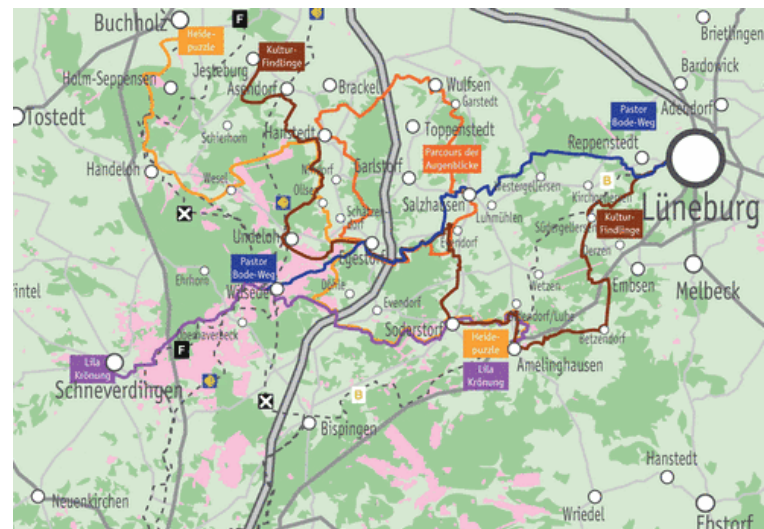 Buchholz
F
Heide-
puzzle
Kultur-
Findlinge
Jesteburg
Holm-Seppensen
Asendorf
Brackel
Wulfsen
Garstedt
Brietlingen
Bardowick
Adendorf
Tostedt
Schierhorn
Hanstedt
Toppenstedt
Pastor
Bode-Weg
Reppenstedt
Handeloh
Wesel
Garlstorf
Parcours der
Augenblicke
Westergellersen
B
Kirchgellersen
Salzhausen
Luhmühlen
Lüneburg
Südergellersen
Kultur-
Findlinge
Undeloh
Egestorf
Eyendorf
Embsen
Melbeck
Pastor
Bode-Weg
Ehrhorn
Wilsede
Döhle
Evendorf
Wetzen
Soderstorf
Betzendorf
Heide-
puzzle
Amelinghausen
F
Lila
Krönung
Schneverdingen
Lila
Krönung
B
Bispingen
Neuenkirchen
Hanstedt
Wriedel
Ebstorf